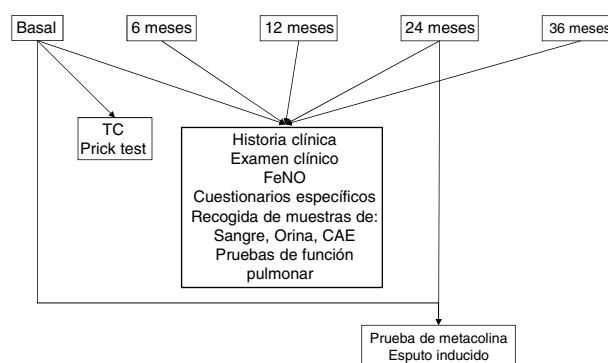 Basal
6 meses
12 meses
24 meses
36 meses
TC
Prick test
Historia clínica
Examen clínico
FeNO
Cuestionarios específicos
Recogida de muestras de:
Sangre, Orina, CAE
Pruebas de función
pulmonar
Prueba de metacolina
Esputo inducido